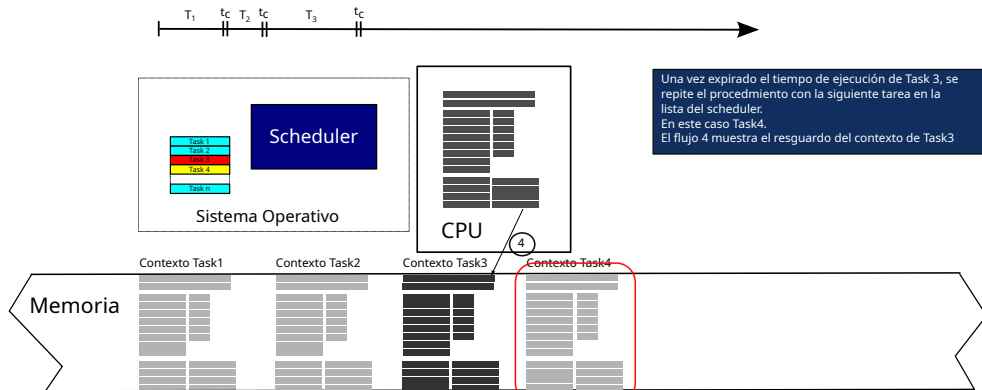 T1 tc T2 tc T3 tc
Una vez expirado el tiempo de ejecución de Task 3, se
repite el procedmiento con la siguiente tarea en la
lista del scheduler.
En este caso Task4.
El flujo 4 muestra el resguardo del contexto de Task3
Scheduler
Task 1
Task 2
Task 3
Task 4
Task n
Sistema Operativo
CPU
4
Contexto Task1
Contexto Task2
Contexto Task3
Contexto Task4
Memoria